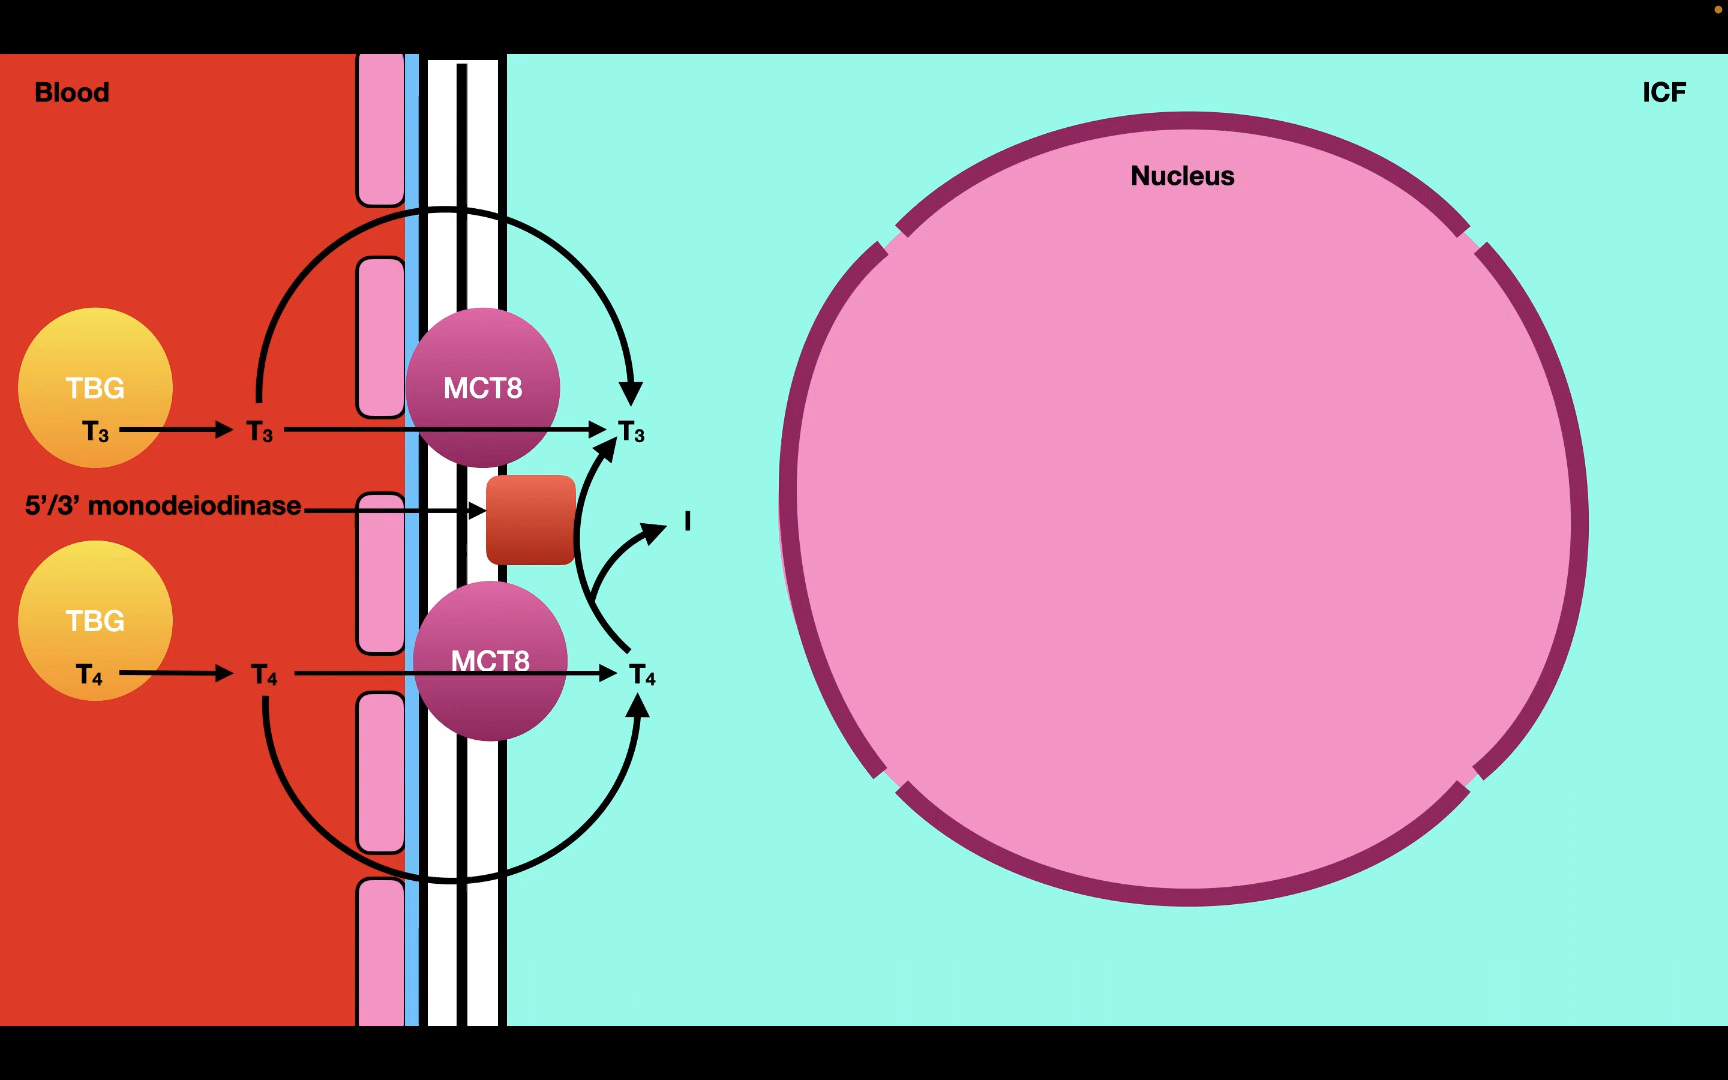 Blood
ICF
Nucleus
TBG
MCT8
T₃
T₃
T₃
5’/3’ monodeiodinase
I
TBG
MCT8
T₄
T₄
T₄